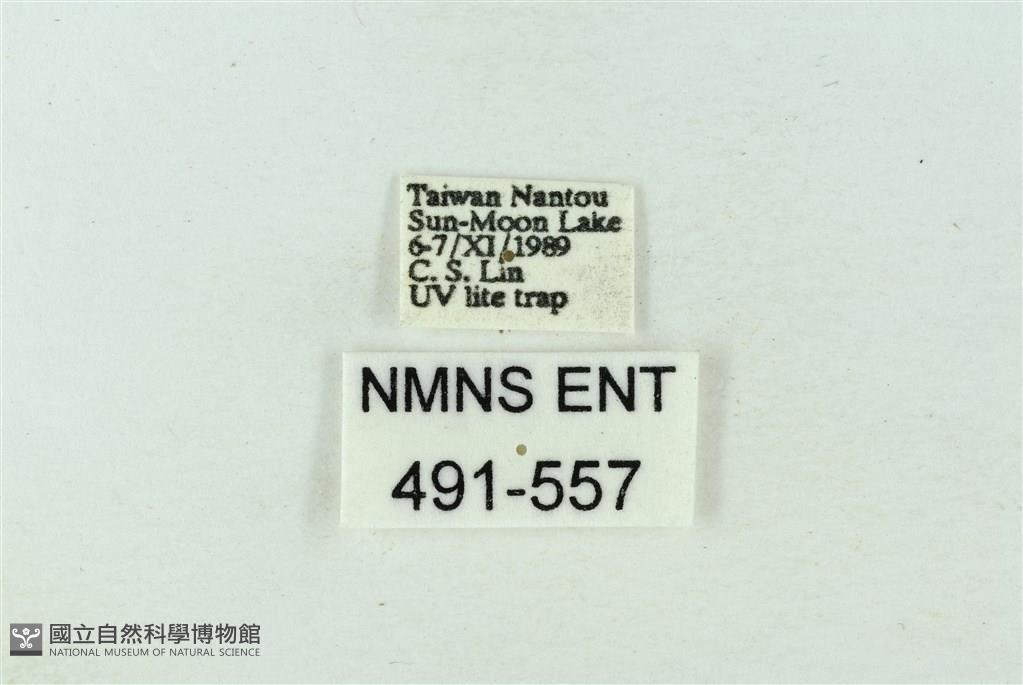 Taiwan Nantou
Sun-Moon Lake
6-7/XI/1989
C. S. Lin
UV lite trap
NMNS ENT
491-557
國立自然科學博物館
NATIONAL MUSEUM OF NATURAL SCIENCE